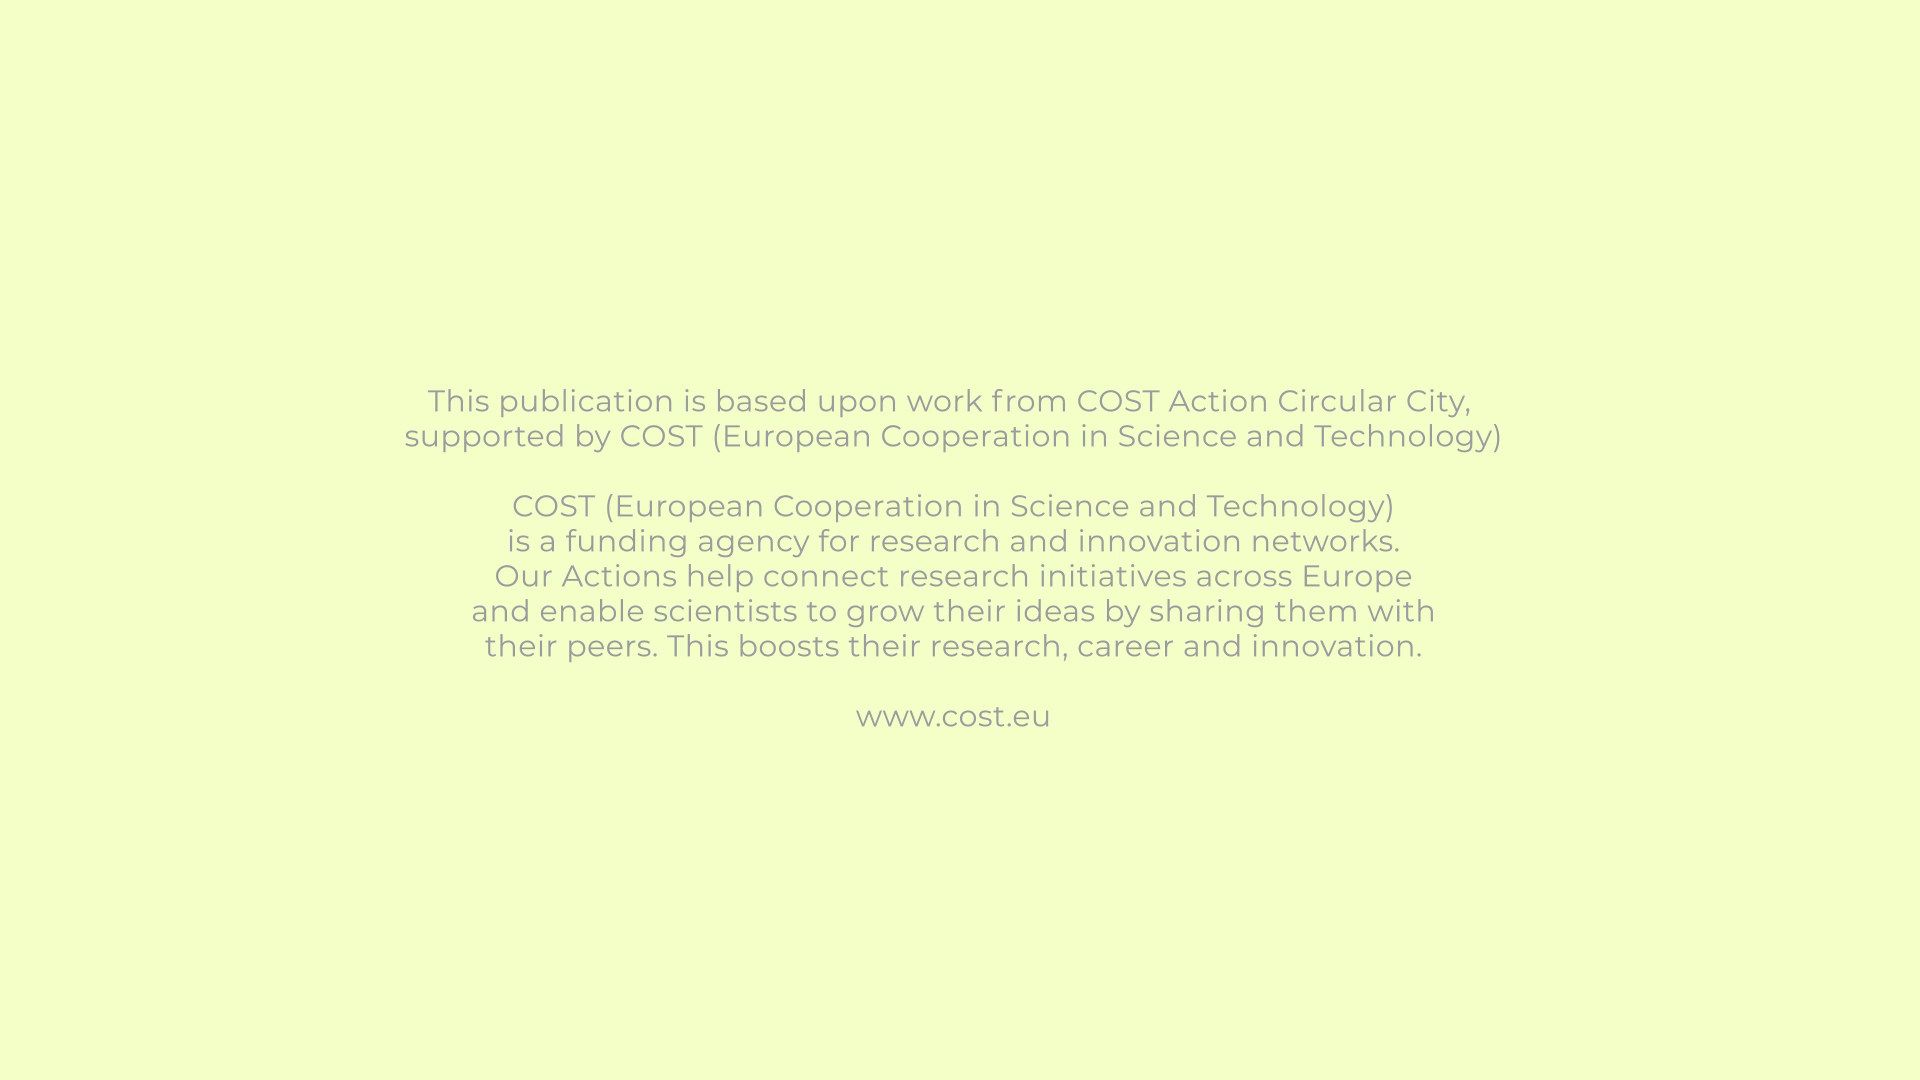 This publication is based upon work from COST Action Circular City,
supported by COST (European Cooperation in Science and Technology)
COST (European Cooperation in Science and Technology)
is a funding agency for research and innovation networks.
Our Actions help connect research initiatives across Europe
and enable scientists to grow their ideas by sharing them with
their peers. This boosts their research, career and innovation.
www.cost.eu